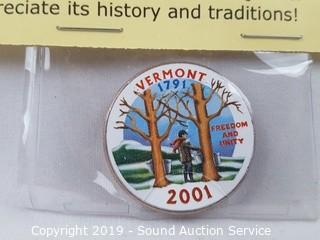 reciate its history and traditions!
VERMONT
1791
FREEDOM
AND
UNITY
2001
Copyright 2019 - Sound Auction Service